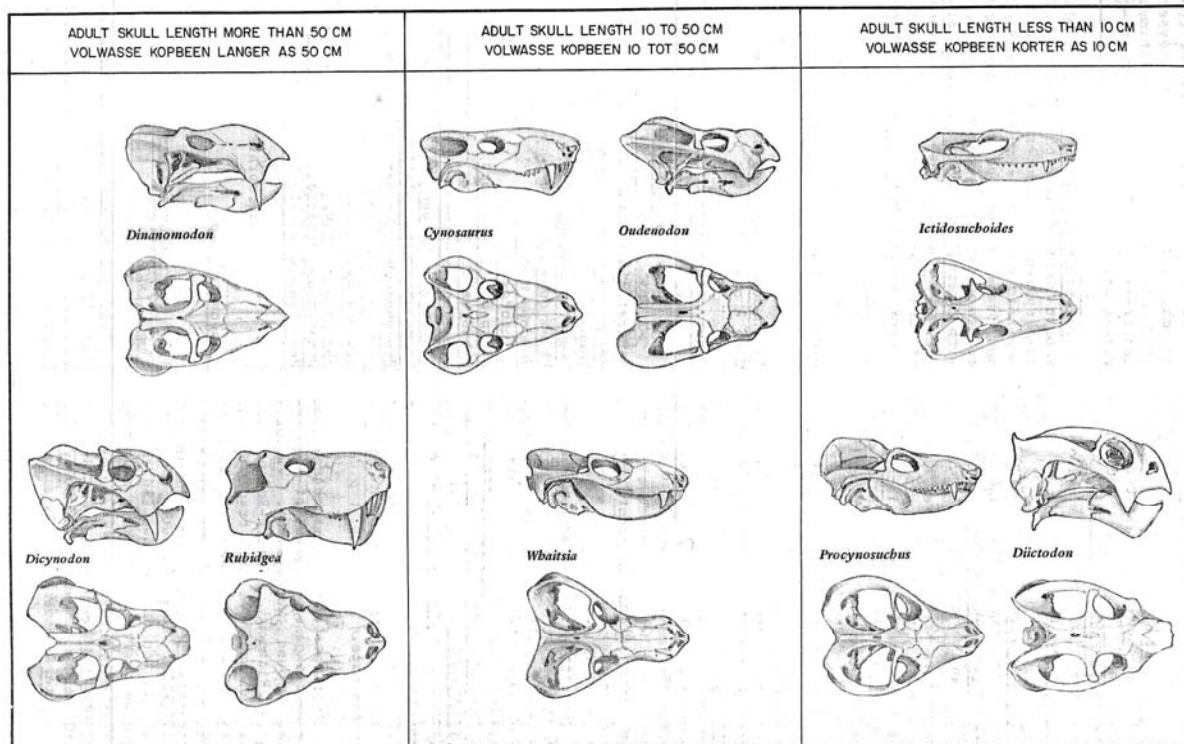 ADULT SKULL LENGTH MORE THAN 50 CM
VOLWASSE KOPBEEN LANGER AS 50 CM
ADULT SKULL LENGTH 10 TO 50 CM
VOLWASSE KOPBEEN 10 TOT 50 CM
ADULT SKULL LENGTH LESS THAN 10 CM
VOLWASSE KOPBEEN KORTER AS 10 CM
Dinanomodon
Cynosaurus
Oudenodon
Ictidosuchoides
Dicynodon
Rubidgea
Whaitsia
Procynosuchus
Diictodon